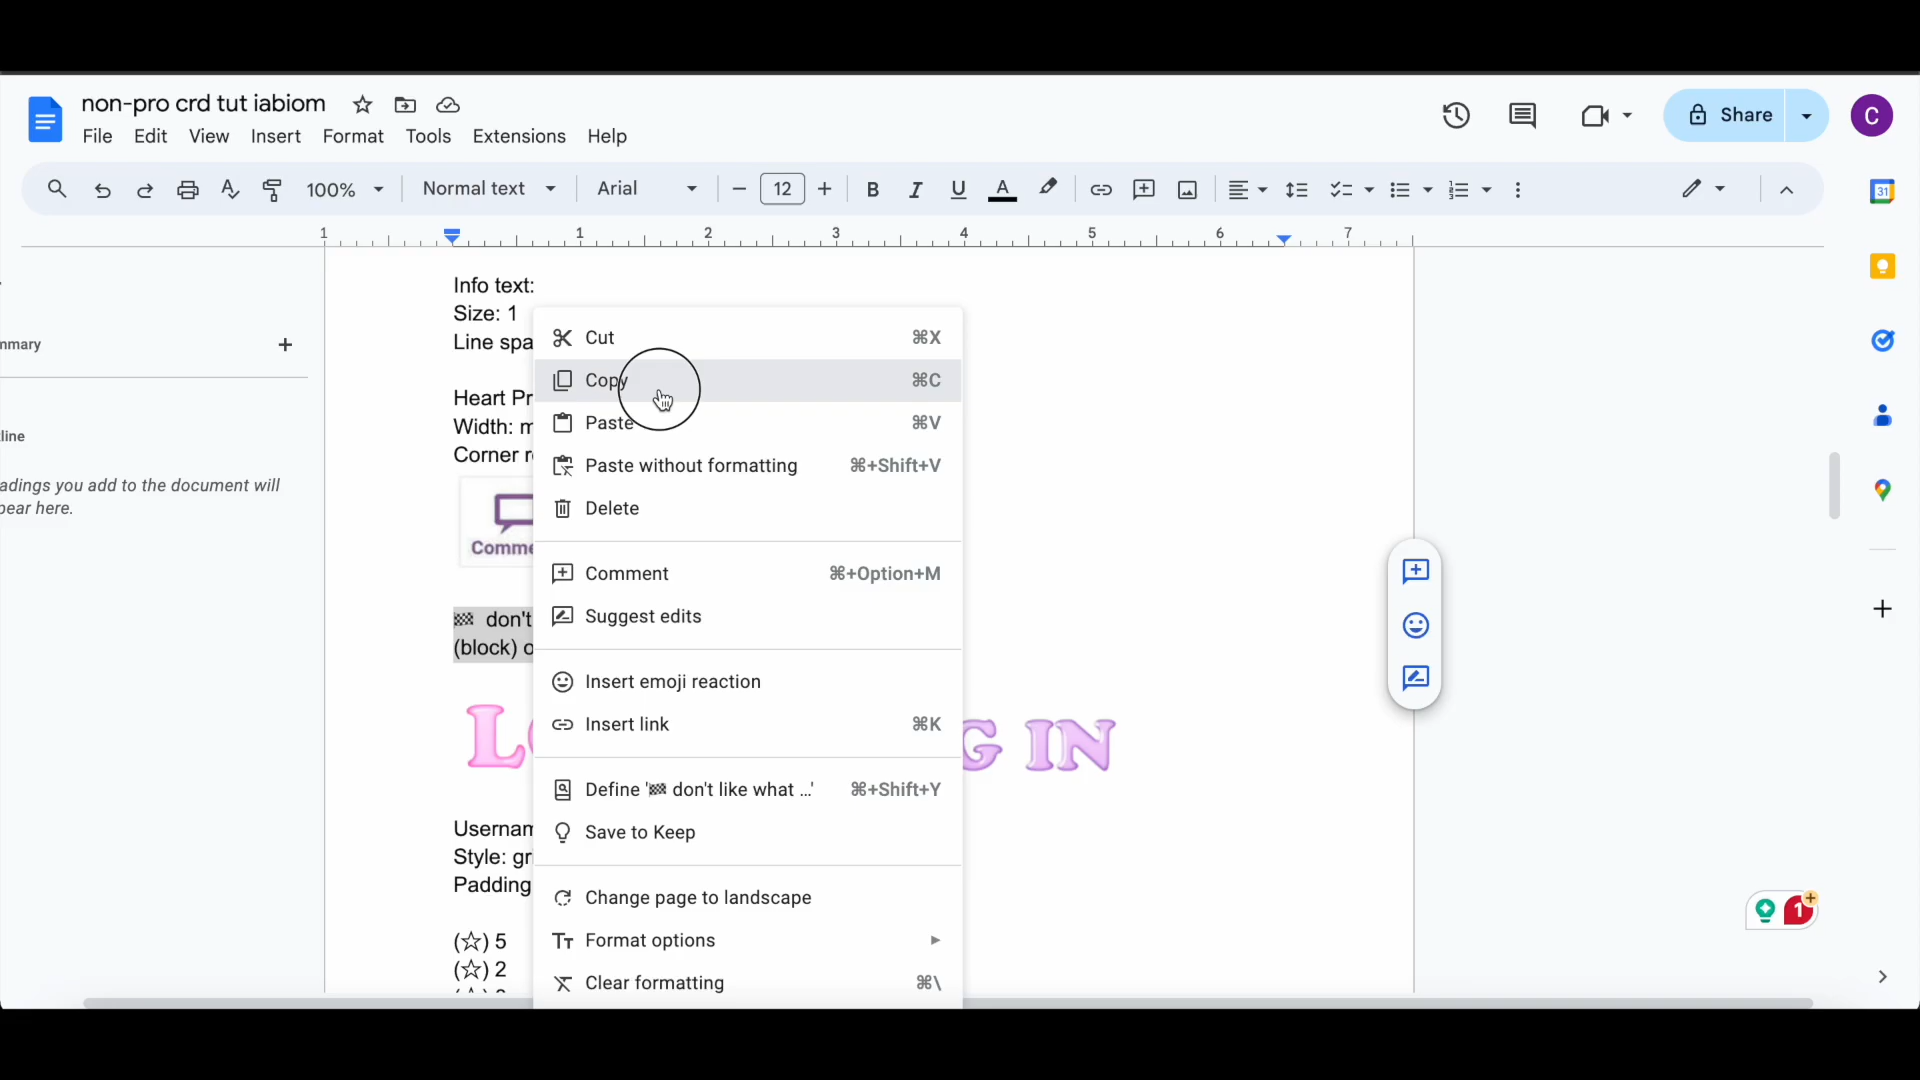 non-pro crd tut iabiom
File Edit View Insert Format Tools Extensions Help
Share
C
100% Normal text Arial 12
31
1 1 2 3 4 5 6 7
mmary
line
adings you add to the document will
pear here.
Info text:
Size: 1
Line spa
Heart Pr
Width: m
Corner r
Comme
don't
(block) o
G IN
Usernam
Style: gri
Padding
(☆) 5
(☆) 2
Cut ⌘X
Copy ⌘C
Paste ⌘V
Paste without formatting ⌘+Shift+V
Delete
Comment ⌘+Option+M
Suggest edits
Insert emoji reaction
Insert link ⌘K
Define '🏁 don't like what ...' ⌘+Shift+Y
Save to Keep
Change page to landscape
Format options
Clear formatting ⌘\
1